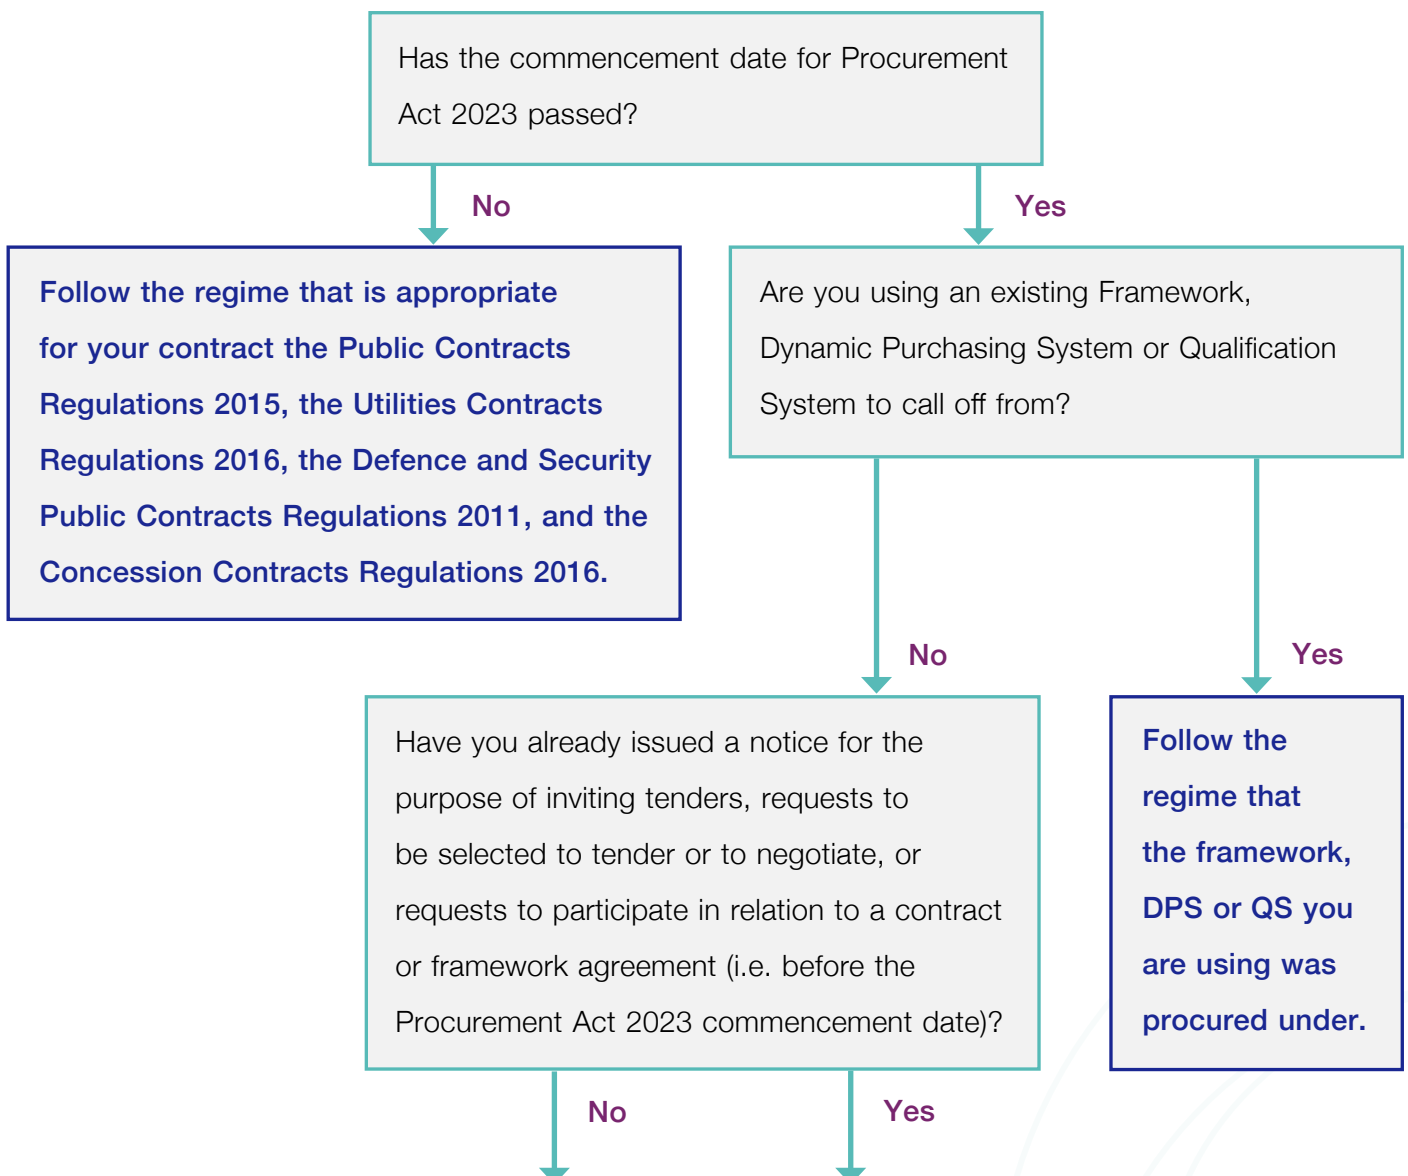 Has the commencement date for Procurement
Act 2023 passed?
No
Yes
Follow the regime that is appropriate
for your contract the Public Contracts
Regulations 2015, the Utilities Contracts
Regulations 2016, the Defence and Security
Public Contracts Regulations 2011, and the
Concession Contracts Regulations 2016.
Are you using an existing Framework,
Dynamic Purchasing System or Qualification
System to call off from?
No
Yes
Have you already issued a notice for the
purpose of inviting tenders, requests to
be selected to tender or to negotiate, or
requests to participate in relation to a contract
or framework agreement (i.e. before the
Procurement Act 2023 commencement date)?
Follow the
regime that
the framework,
DPS or QS you
are using was
procured under.
No
Yes